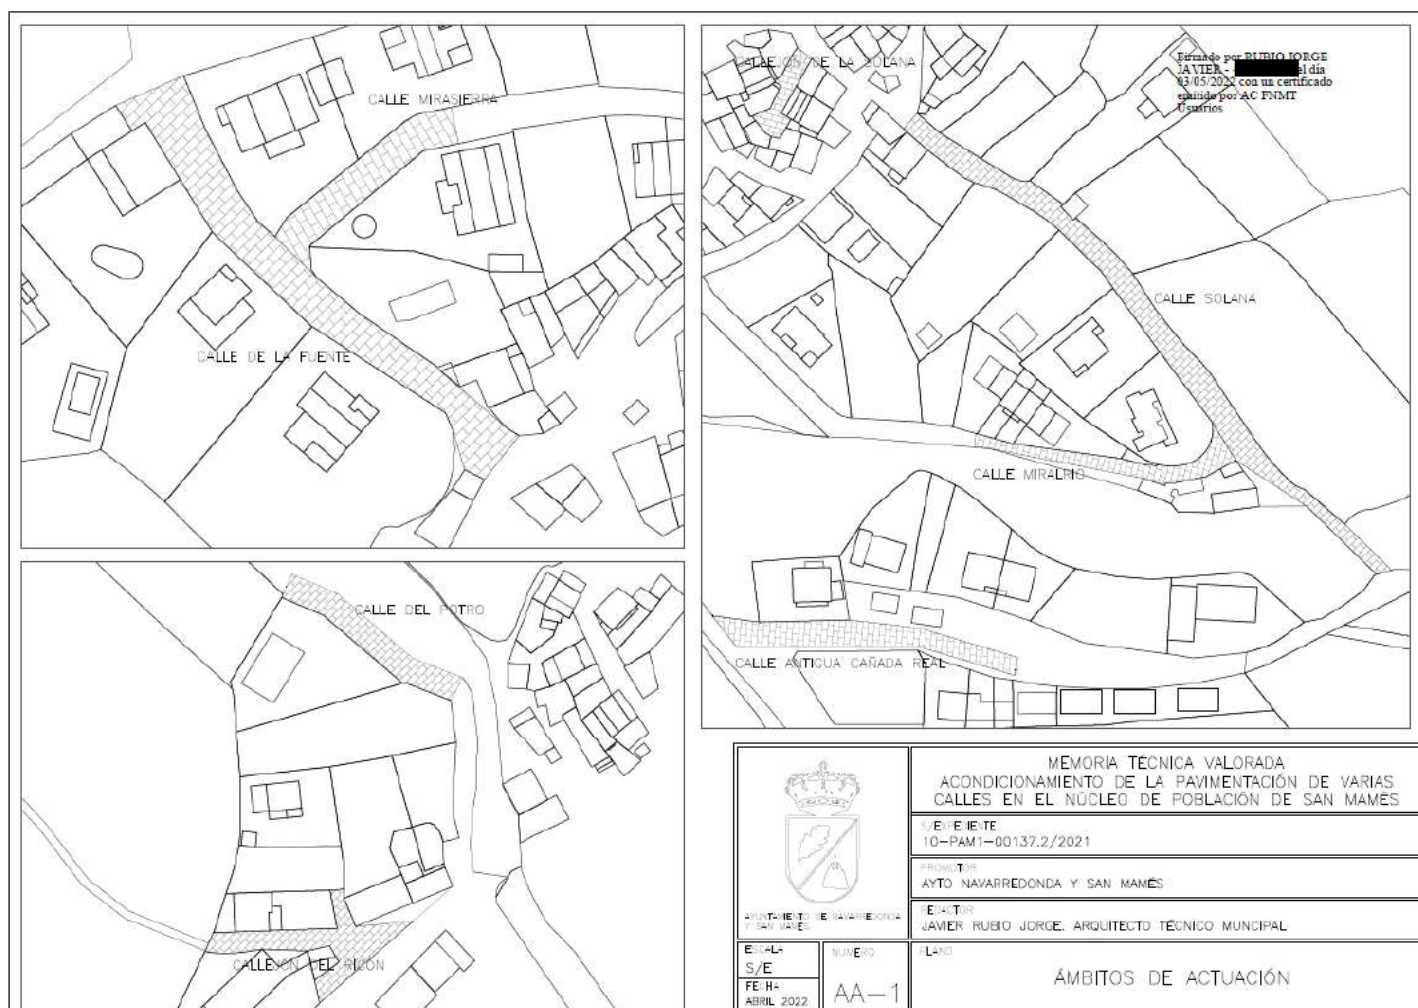 CALLE MIRASIERRA
CALLE DE LA FUENTE
CALLEJÓN DE LA SOLANA
Firmado por RUBIO JORGE
JAVIER - el día
03/05/2022 con un certificado
emitido por AC FNMT
Usuarios
CALLE SOLANA
CALLE MIRALRIO
CALLE ANTIGUA CAÑADA REAL
CALLE DEL POTRO
CALLEJÓN DEL RICON
AYUNTAMIENTO DE NAVARREDONDA
Y SAN MAMÉS
MEMORIA TÉCNICA VALORADA
ACONDICIONAMIENTO DE LA PAVIMENTACIÓN DE VARIAS
CALLES EN EL NÚCLEO DE POBLACIÓN DE SAN MAMÉS
S/EXPEDIENTE
10-PAM1-00137.2/2021
PROMOTOR
AYTO NAVARREDONDA Y SAN MAMÉS
REDACTOR
JAVIER RUBIO JORGE. ARQUITECTO TÉCNICO MUNCIPAL
ESCALA
S/E
FECHA
ABRIL 2022
NUMERO
AA-1
PLANO
ÁMBITOS DE ACTUACIÓN